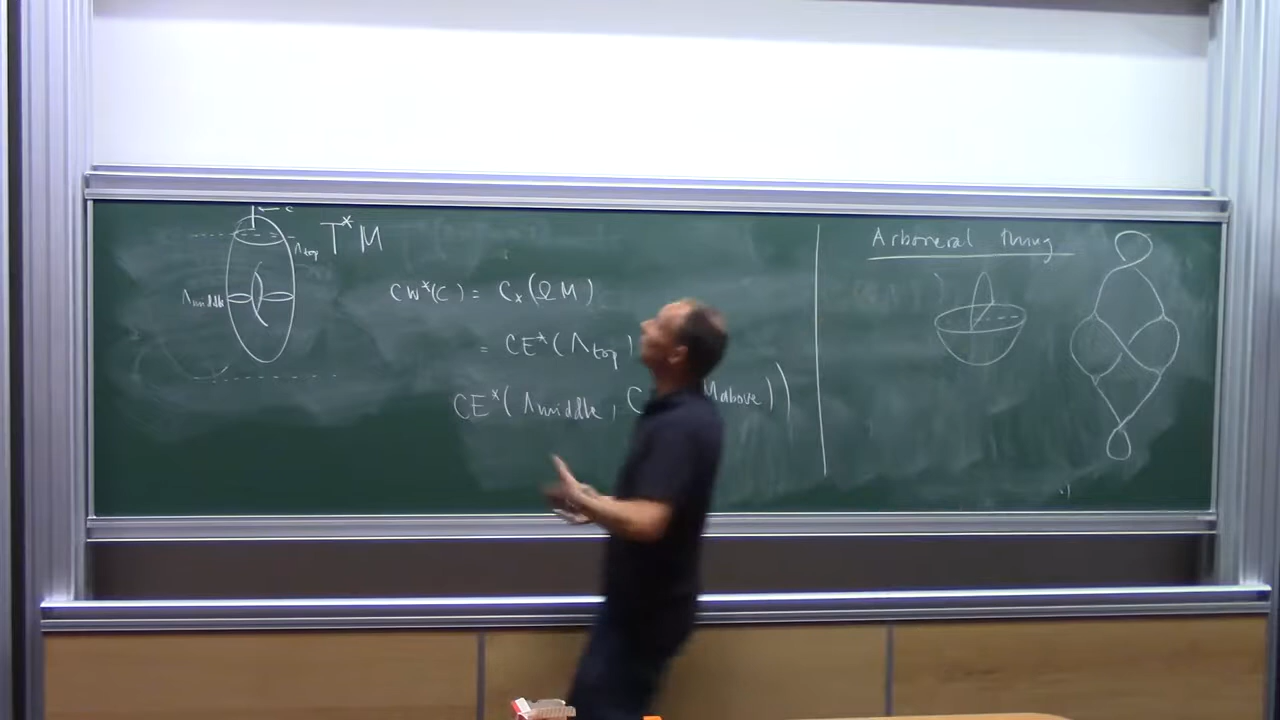 c
T*M
Λtop
Λmiddle
CW*(C) = C*(ΩM)
= CE*(Λtop)
CE*(Λmiddle, C Mabove))
Arboreal thing